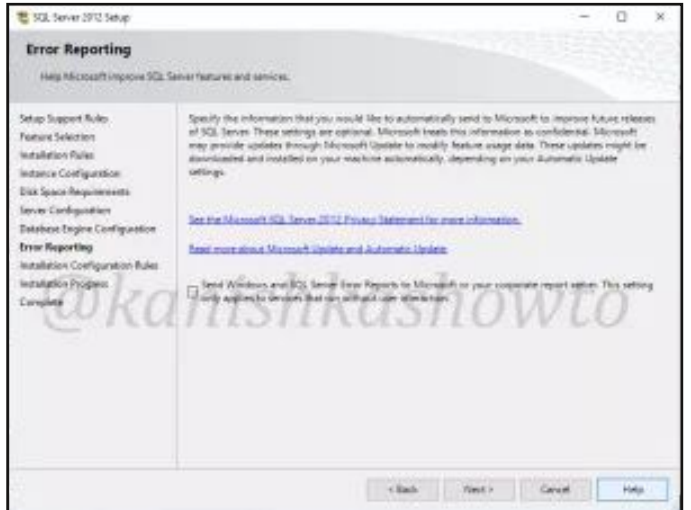 SQL Server 2012 Setup
Error Reporting
Help Microsoft improve SQL Server features and services.
Setup Support Rules
Feature Selection
Installation Rules
Instance Configuration
Disk Space Requirements
Server Configuration
Database Engine Configuration
Error Reporting
Installation Configuration Rules
Installation Progress
Complete
Specify the information that you would like to automatically send to Microsoft to improve future releases
of SQL Server. These settings are optional. Microsoft treats this information as confidential. Microsoft
may provide updates through Microsoft Update to modify feature usage data. These updates might be
downloaded and installed on your machine automatically, depending on your Automatic Update
settings.
See the Microsoft SQL Server 2012 Privacy Statement for more information.
Read more about Microsoft Update and Automatic Update.
Send Windows and SQL Server Error Reports to Microsoft or your corporate report server. This setting
only applies to services that run without user interaction.
@kanishkashowto
< Back
Next >
Cancel
Help